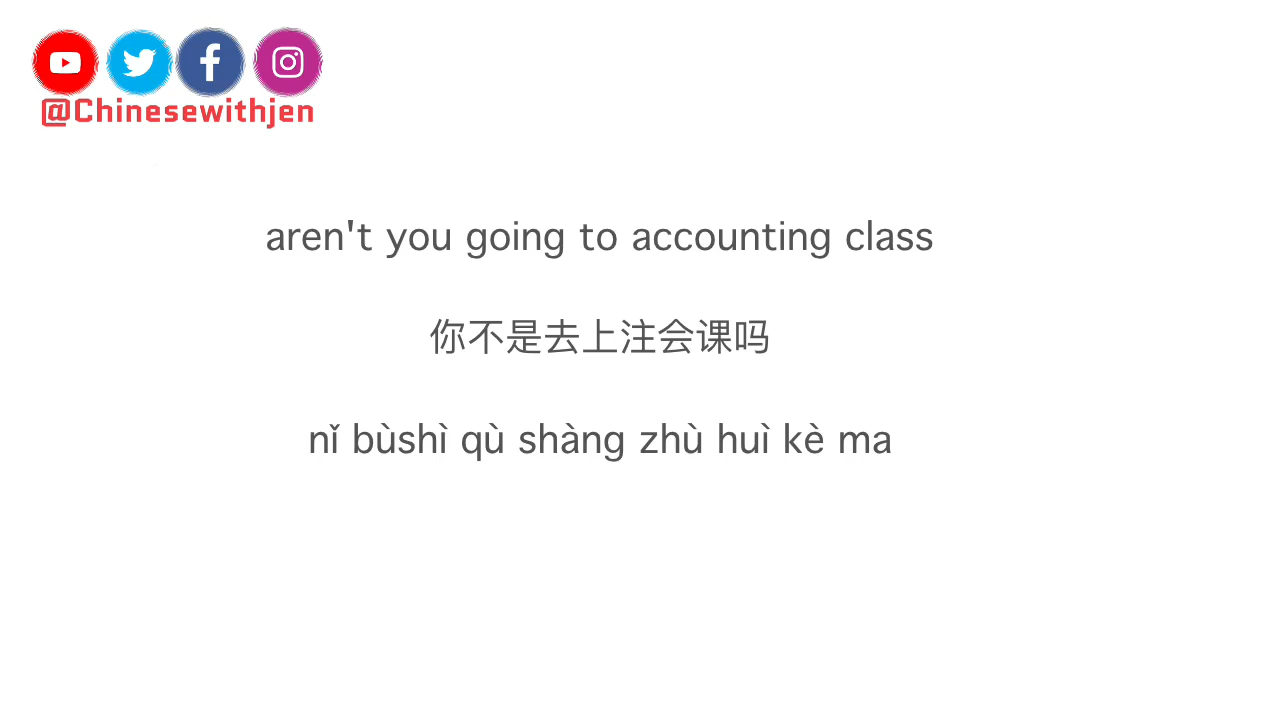 @Chinesewithjen
aren't you going to accounting class
你不是去上注会课吗
nǐ bùshì qù shàng zhù huì kè ma